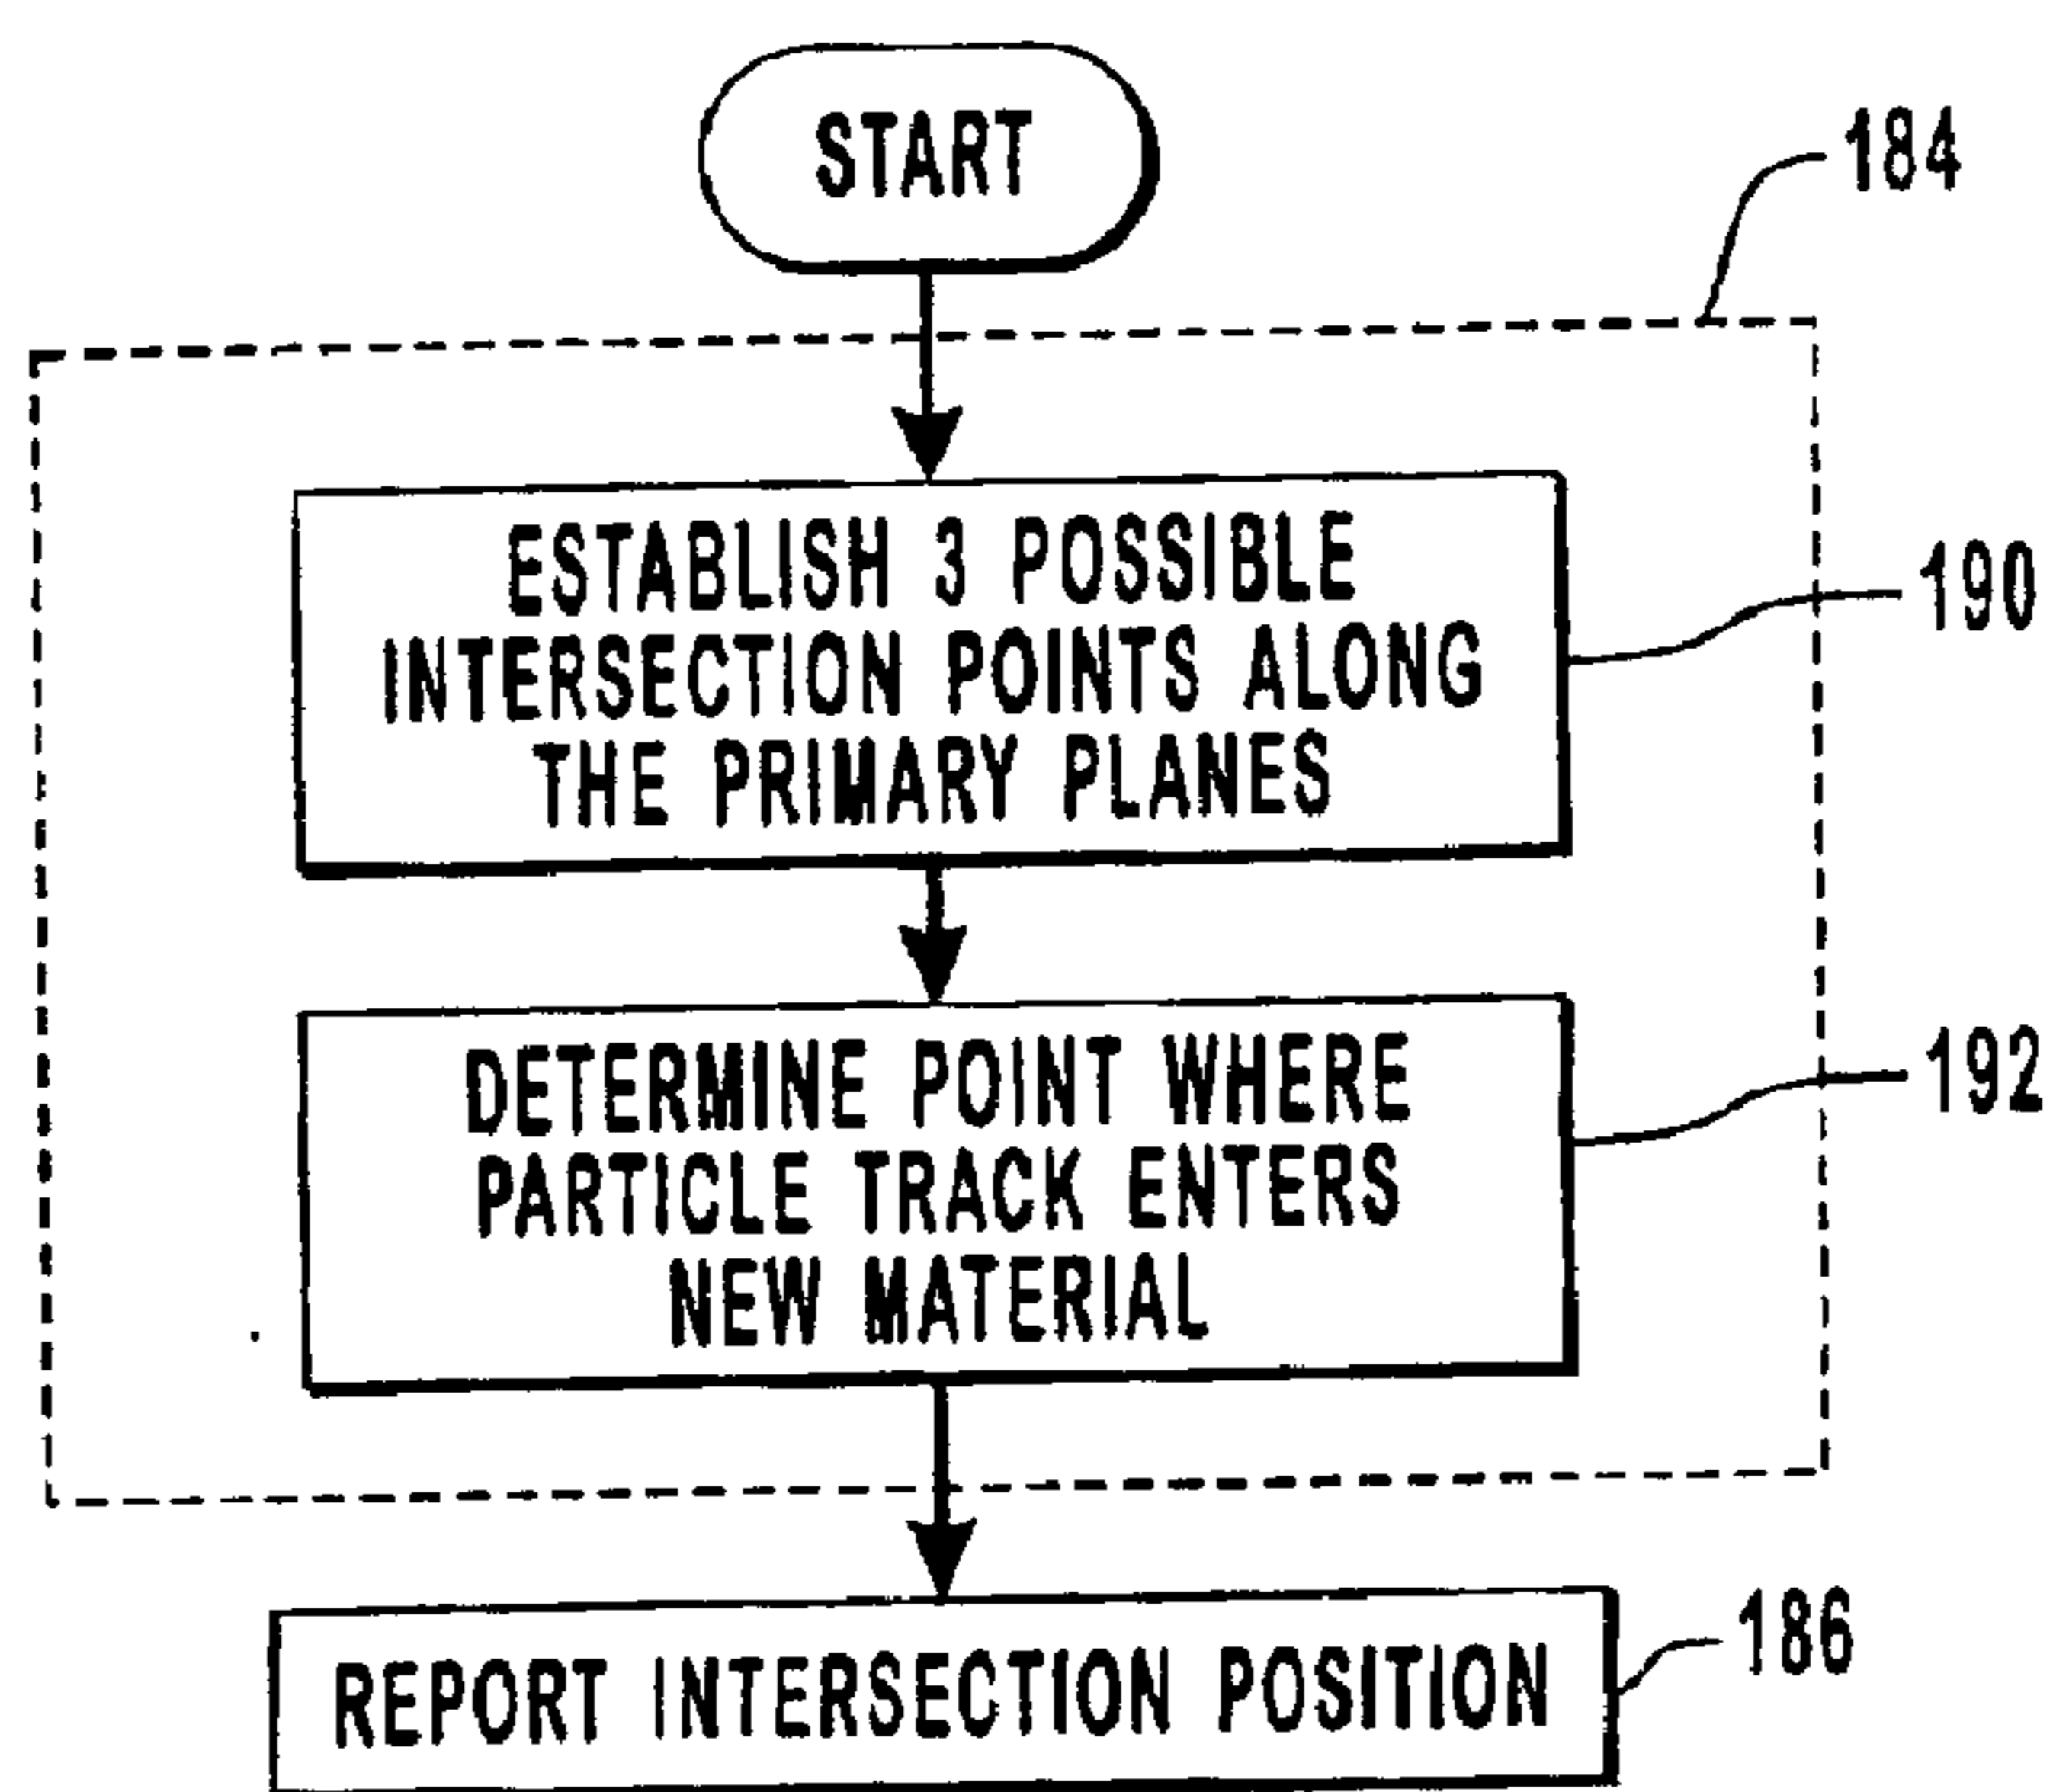 START
184
ESTABLISH 3 POSSIBLE
INTERSECTION POINTS ALONG
THE PRIMARY PLANES
190
DETERMINE POINT WHERE
PARTICLE TRACK ENTERS
NEW MATERIAL
192
REPORT INTERSECTION POSITION
186